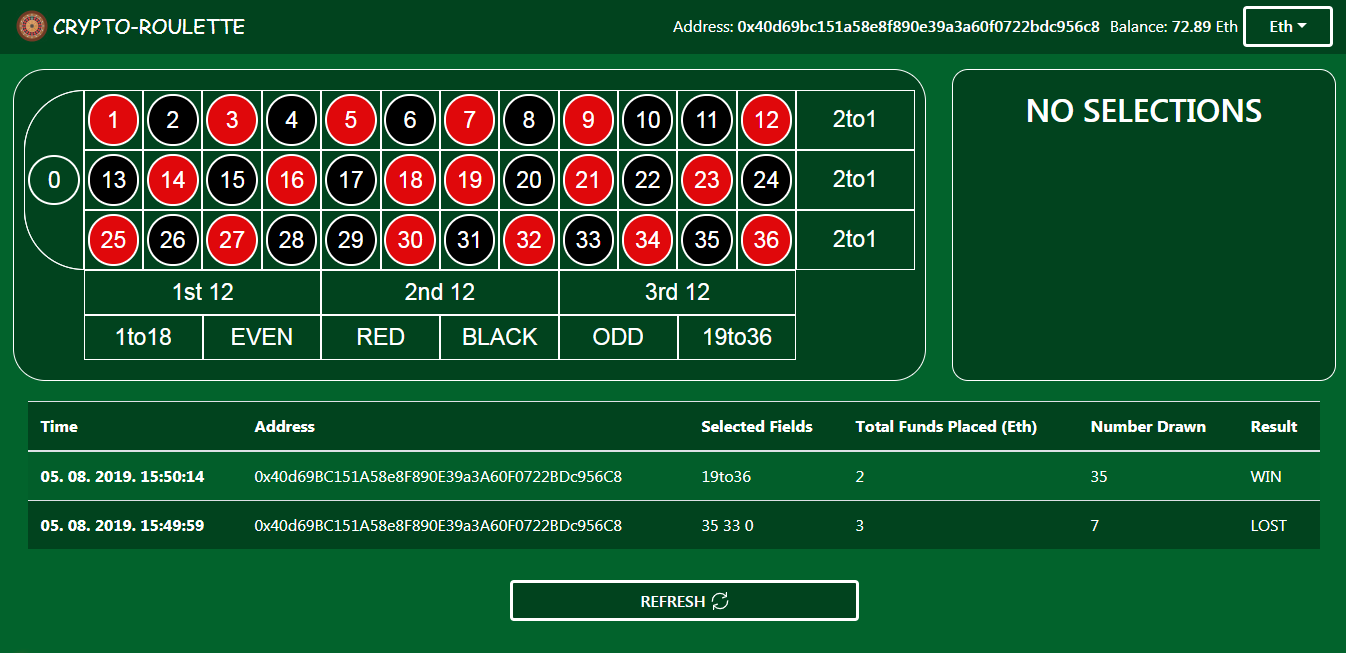 CRYPTO-ROULETTE Address: 0x40d69bc151a58e8f890e39a3a60f0722bdc956c8 Balance: 72.89 Eth Eth
NO SELECTIONS
1 2 3 4 5 6 7 8 9 10 11 12 2to1
0 13 14 15 16 17 18 19 20 21 22 23 24 2to1
25 26 27 28 29 30 31 32 33 34 35 36 2to1
1st 12 2nd 12 3rd 12
1to18 EVEN RED BLACK ODD 19to36
Time Address Selected Fields Total Funds Placed (Eth) Number Drawn Result
05. 08. 2019. 15:50:14 0x40d69BC151A58e8F890E39a3A60F0722BDc956C8 19to36 2 35 WIN
05. 08. 2019. 15:49:59 0x40d69BC151A58e8F890E39a3A60F0722BDc956C8 35 33 0 3 7 LOST
REFRESH